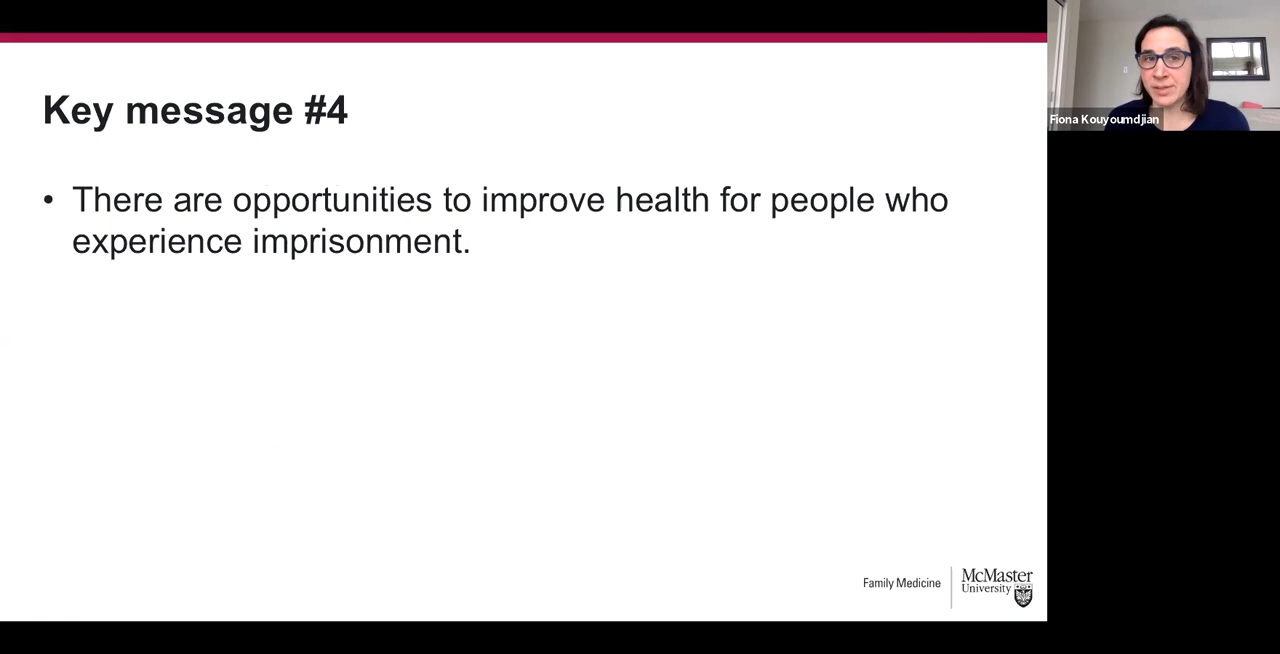 Key message #4
• There are opportunities to improve health for people who
experience imprisonment.
Fiona Kouyoumdjian
Family Medicine
McMaster
University